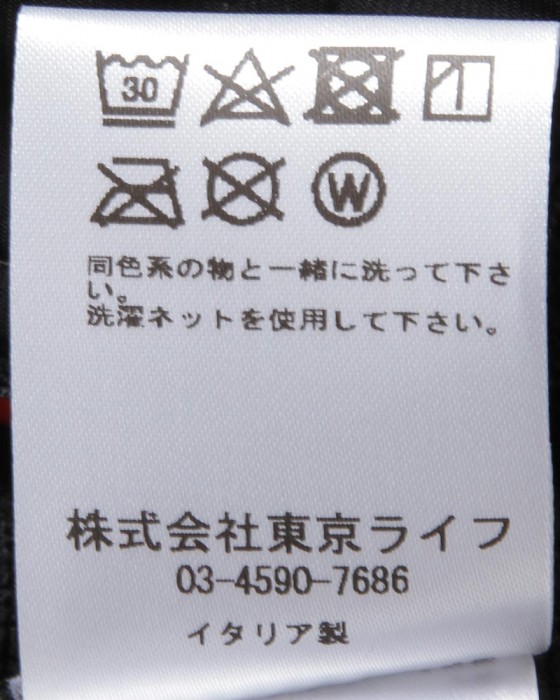 30
W
同色系の物と一緒に洗って下さ
い。
洗濯ネットを使用して下さい。
株式会社東京ライフ
03-4590-7686
イタリア製